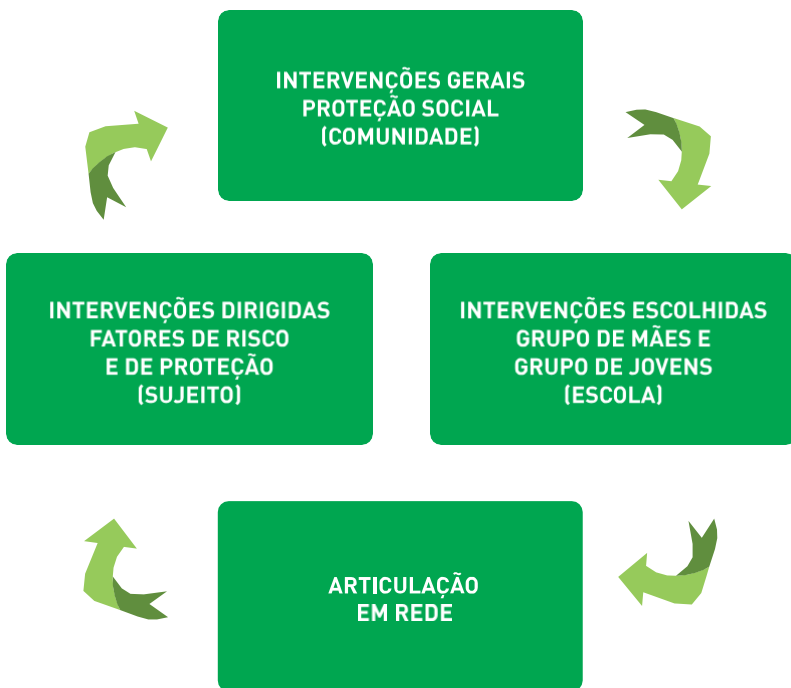 INTERVENÇÕES GERAIS
PROTEÇÃO SOCIAL
(COMUNIDADE)
INTERVENÇÕES DIRIGIDAS
FATORES DE RISCO
E DE PROTEÇÃO
(SUJEITO)
INTERVENÇÕES ESCOLHIDAS
GRUPO DE MÃES E
GRUPO DE JOVENS
(ESCOLA)
ARTICULAÇÃO
EM REDE